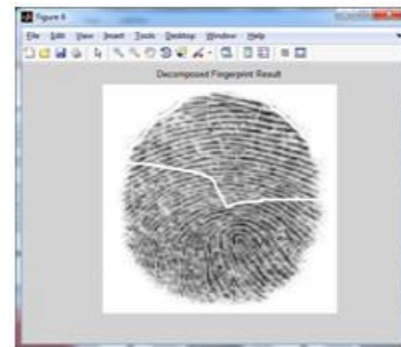 Figure 6
File Edit View Insert Tools Desktop Window Help
Decomposed Fingerprint Result